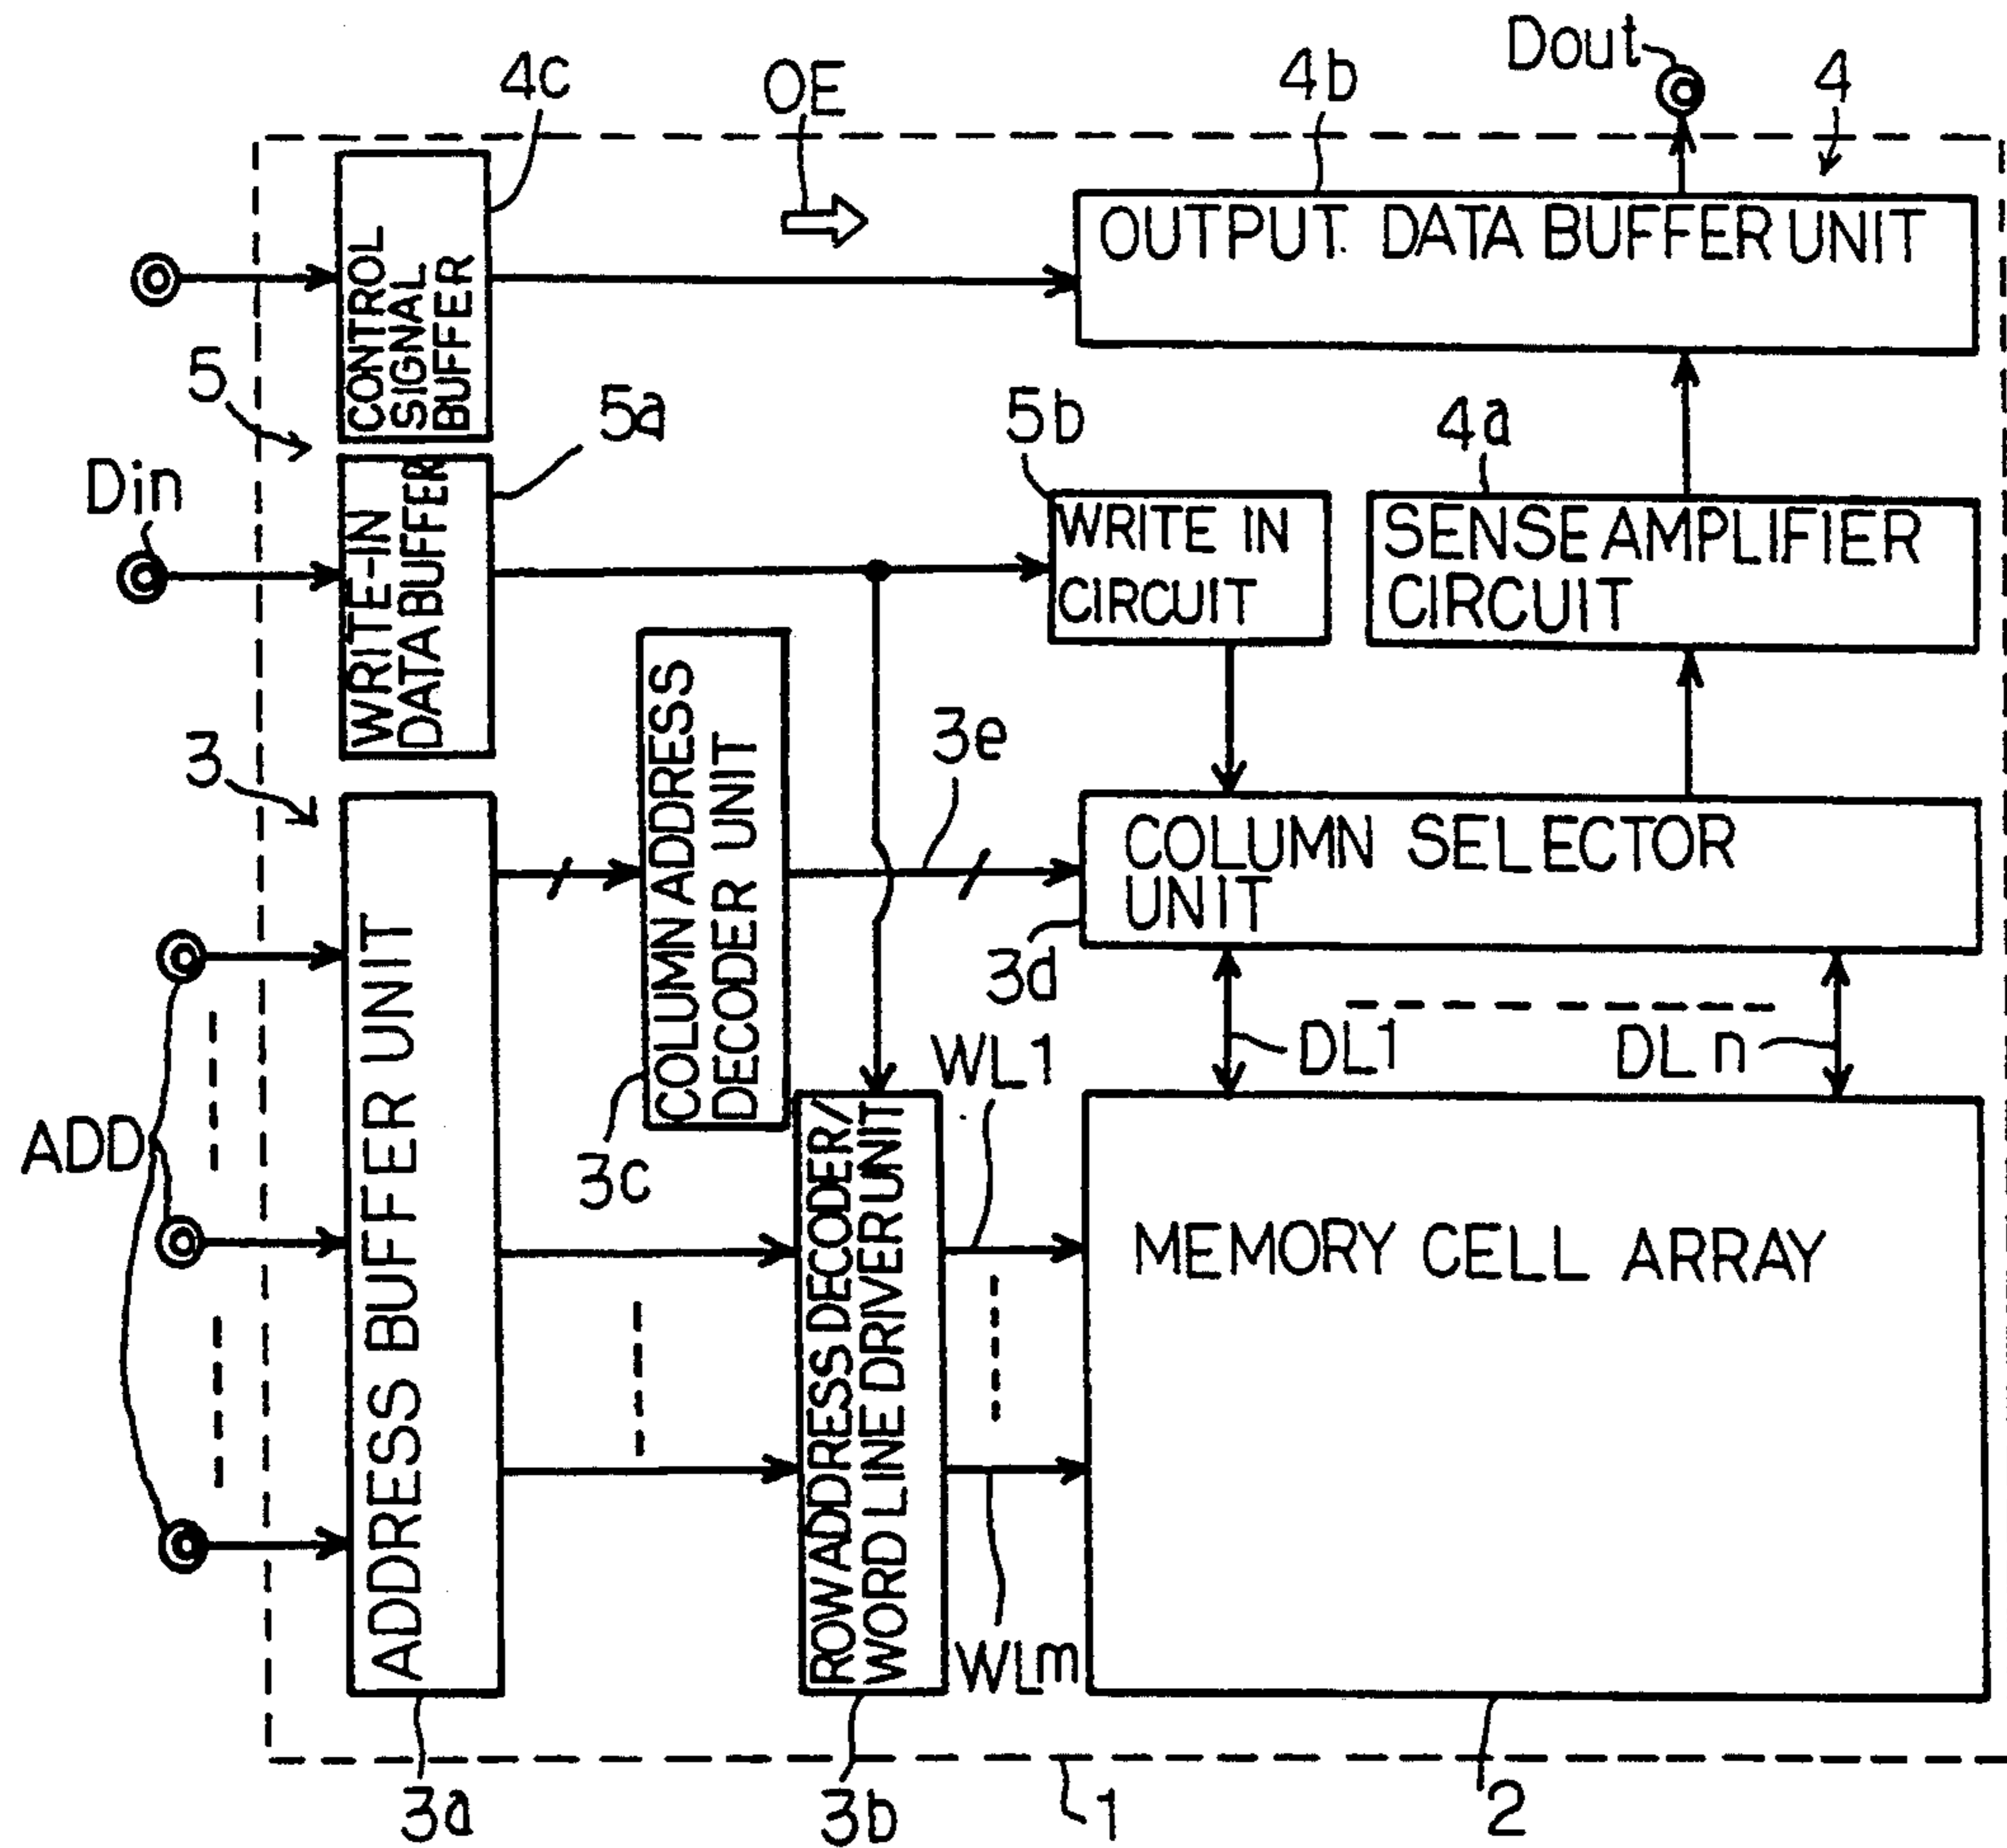 Dout
4c
OE
4b
4
CONTROL
SIGNAL
BUFFER
OUTPUT DATA BUFFER UNIT
5
5a
5b
4a
Din
WRITE-IN
DATA BUFFER
WRITE IN
CIRCUIT
SENSE AMPLIFIER
CIRCUIT
3
COLUMN ADDRESS
DECODER UNIT
3e
COLUMN SELECTOR
UNIT
3d
DL1
DLn
WL1
ADD
3c
ADDRESS BUFFER UNIT
ROW ADDRESS DECODER/
WORD LINE DRIVER UNIT
MEMORY CELL ARRAY
WLm
3a
3b
1
2